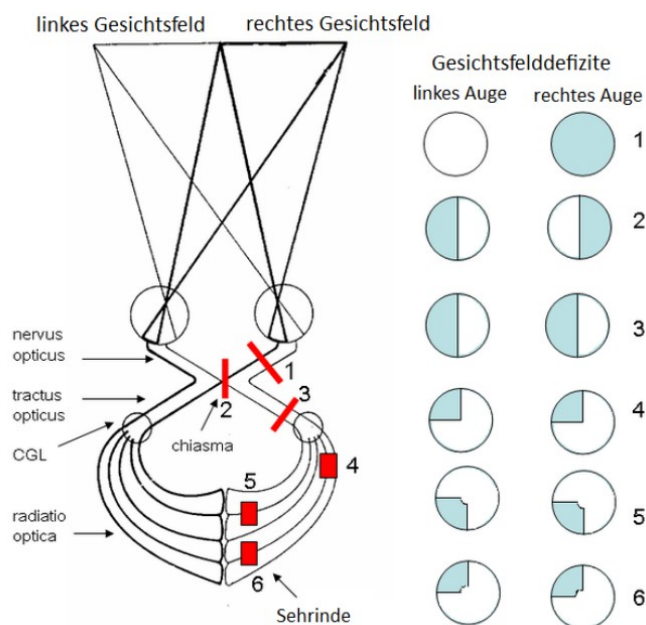 linkes Gesichtsfeld rechtes Gesichtsfeld
Gesichtsfelddefizite
linkes Auge rechtes Auge
1
2
3
4
5
6
nervus
opticus
tractus
opticus
CGL
radiatio
optica
1
2
chiasma
3
4
5
6
Sehrinde